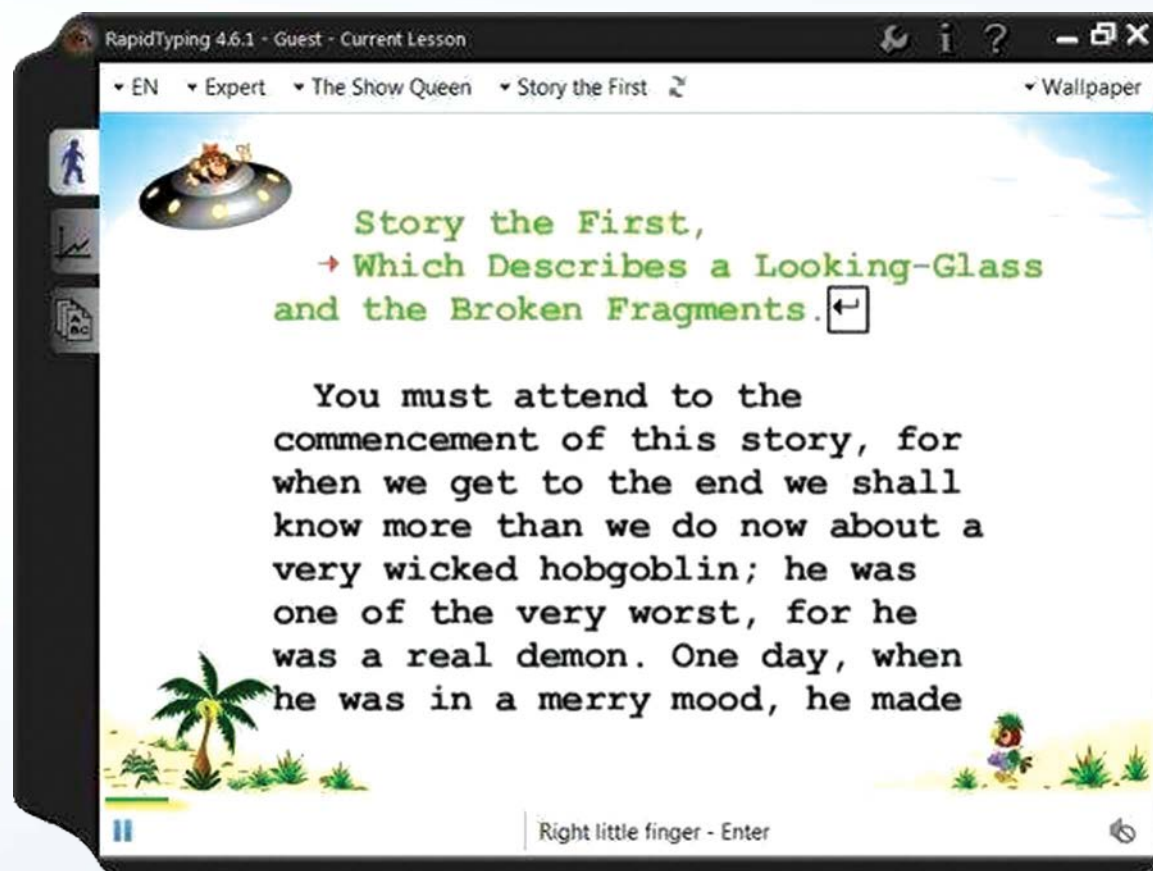 RapidTyping 4.6.1 - Guest - Current Lesson
EN Expert The Show Queen Story the First Wallpaper
Story the First,
→ Which Describes a Looking-Glass
and the Broken Fragments.↵
You must attend to the
commencement of this story, for
when we get to the end we shall
know more than we do now about a
very wicked hobgoblin; he was
one of the very worst, for he
was a real demon. One day, when
he was in a merry mood, he made
Right little finger - Enter